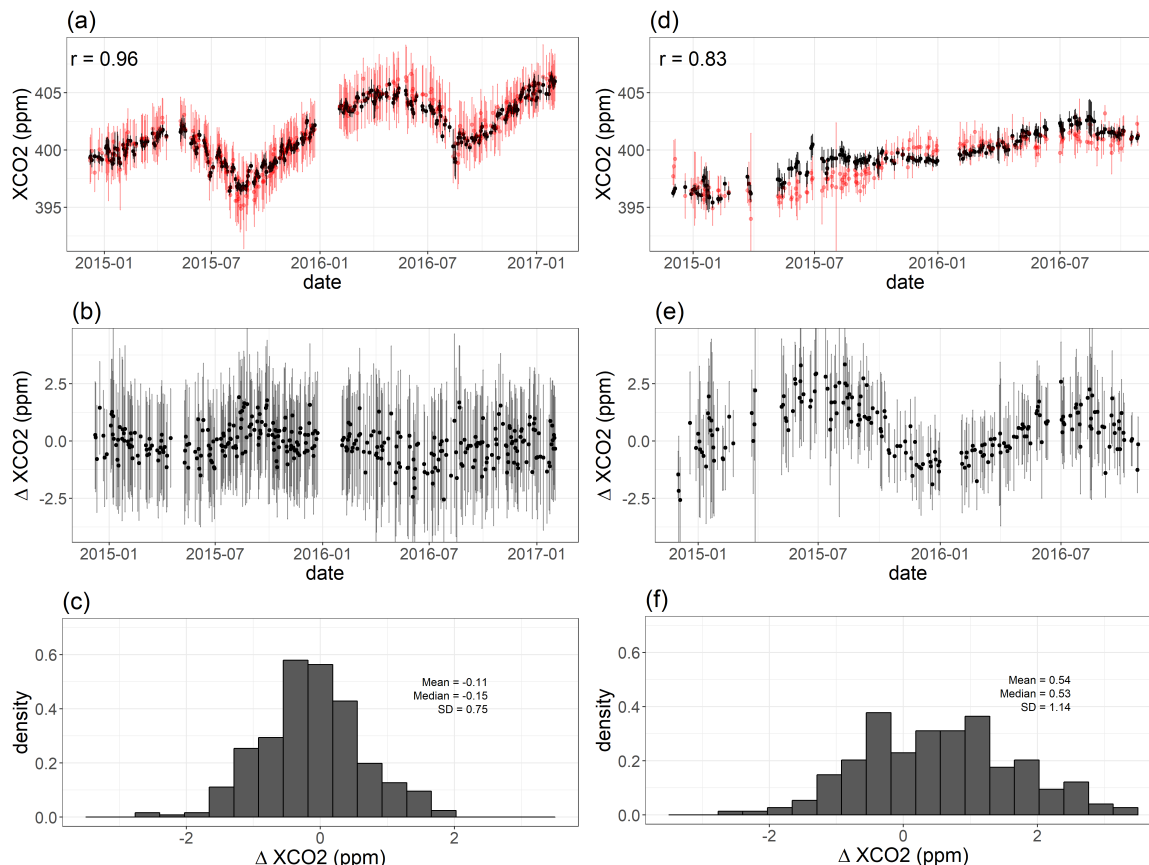 (a)
r = 0.96
XCO2 (ppm)
405
400
395
2015-01
2015-07
2016-01
2016-07
2017-01
date
(d)
r = 0.83
XCO2 (ppm)
405
400
395
2015-01
2015-07
2016-01
2016-07
date
(b)
Δ XCO2 (ppm)
2.5
0.0
-2.5
2015-01
2015-07
2016-01
2016-07
2017-01
date
(e)
Δ XCO2 (ppm)
2.5
0.0
-2.5
2015-01
2015-07
2016-01
2016-07
date
(c)
density
0.6
0.4
0.2
0.0
Mean = -0.11
Median = -0.15
SD = 0.75
-2
0
2
Δ XCO2 (ppm)
(f)
density
0.6
0.4
0.2
0.0
Mean = 0.54
Median = 0.53
SD = 1.14
-2
0
2
Δ XCO2 (ppm)